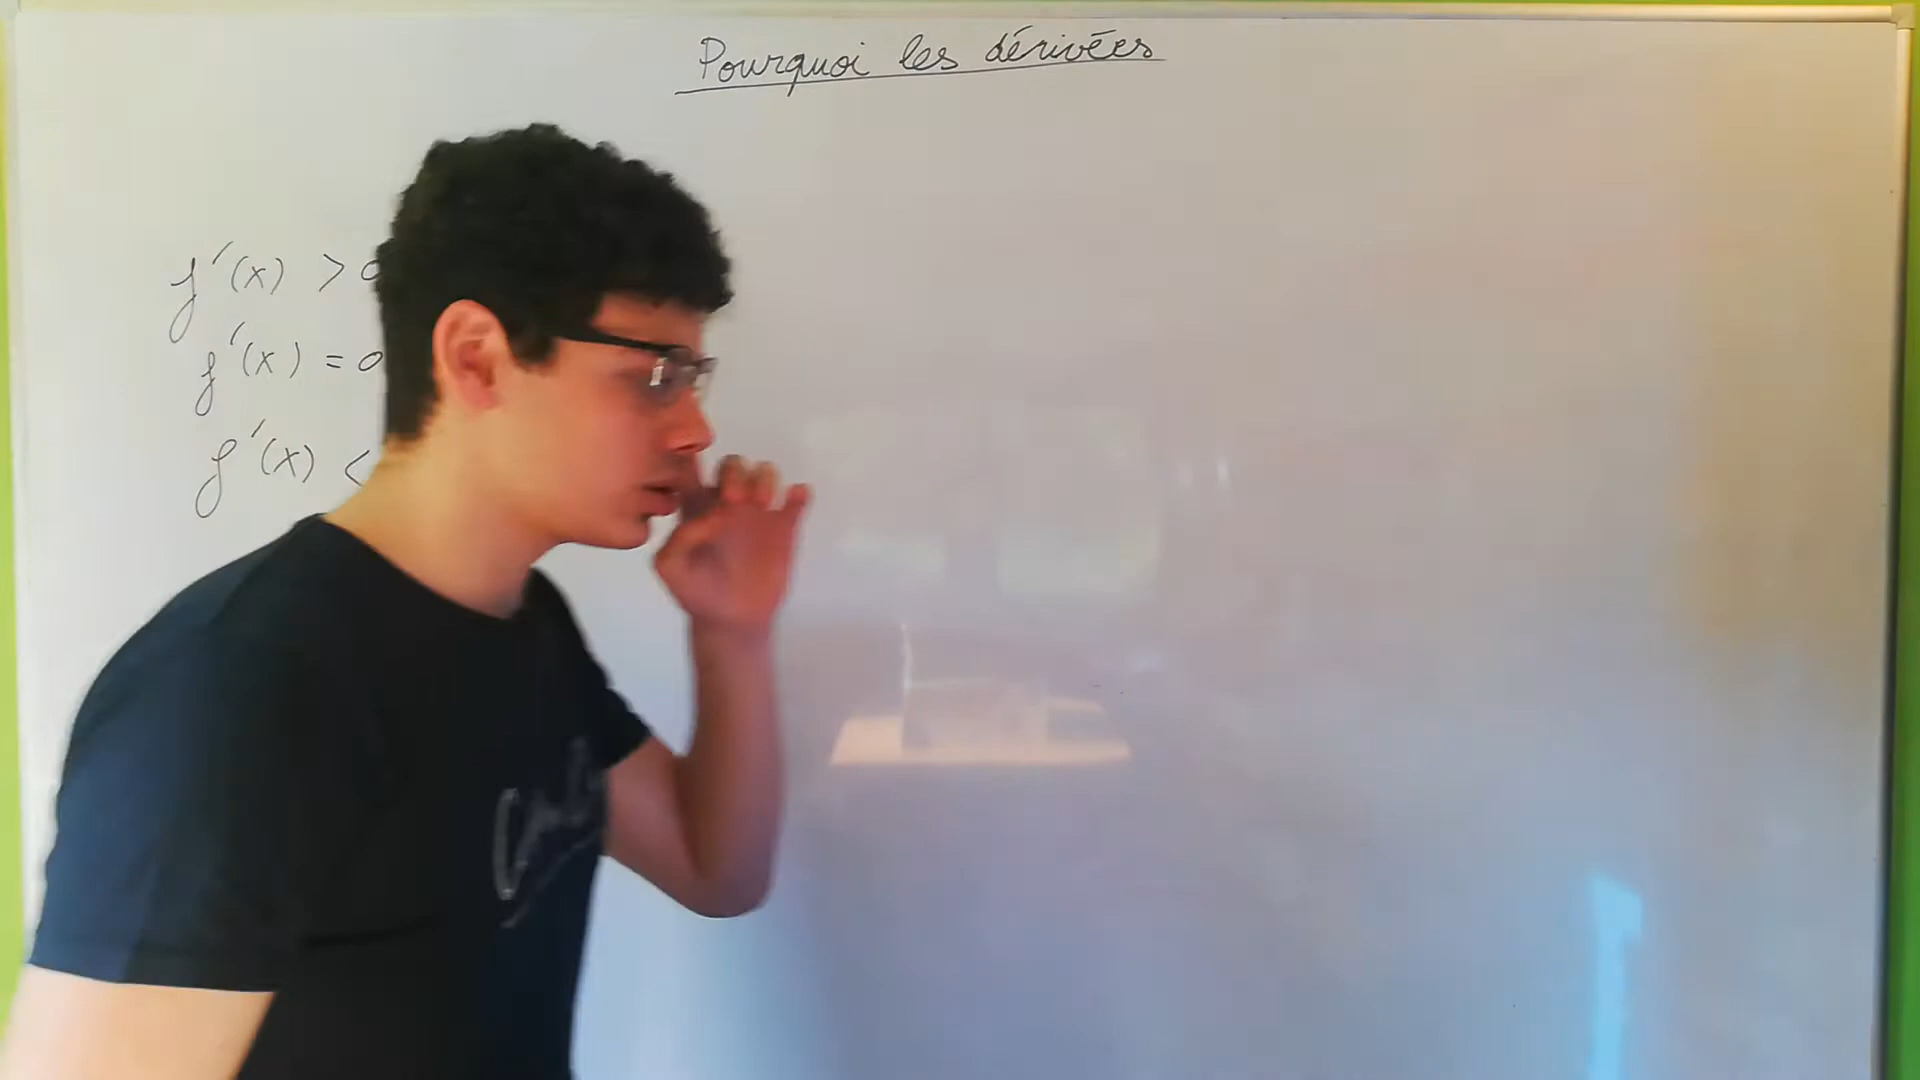 Pourquoi les dérivées
f'(x) > 0
f'(x) = 0
f'(x) <